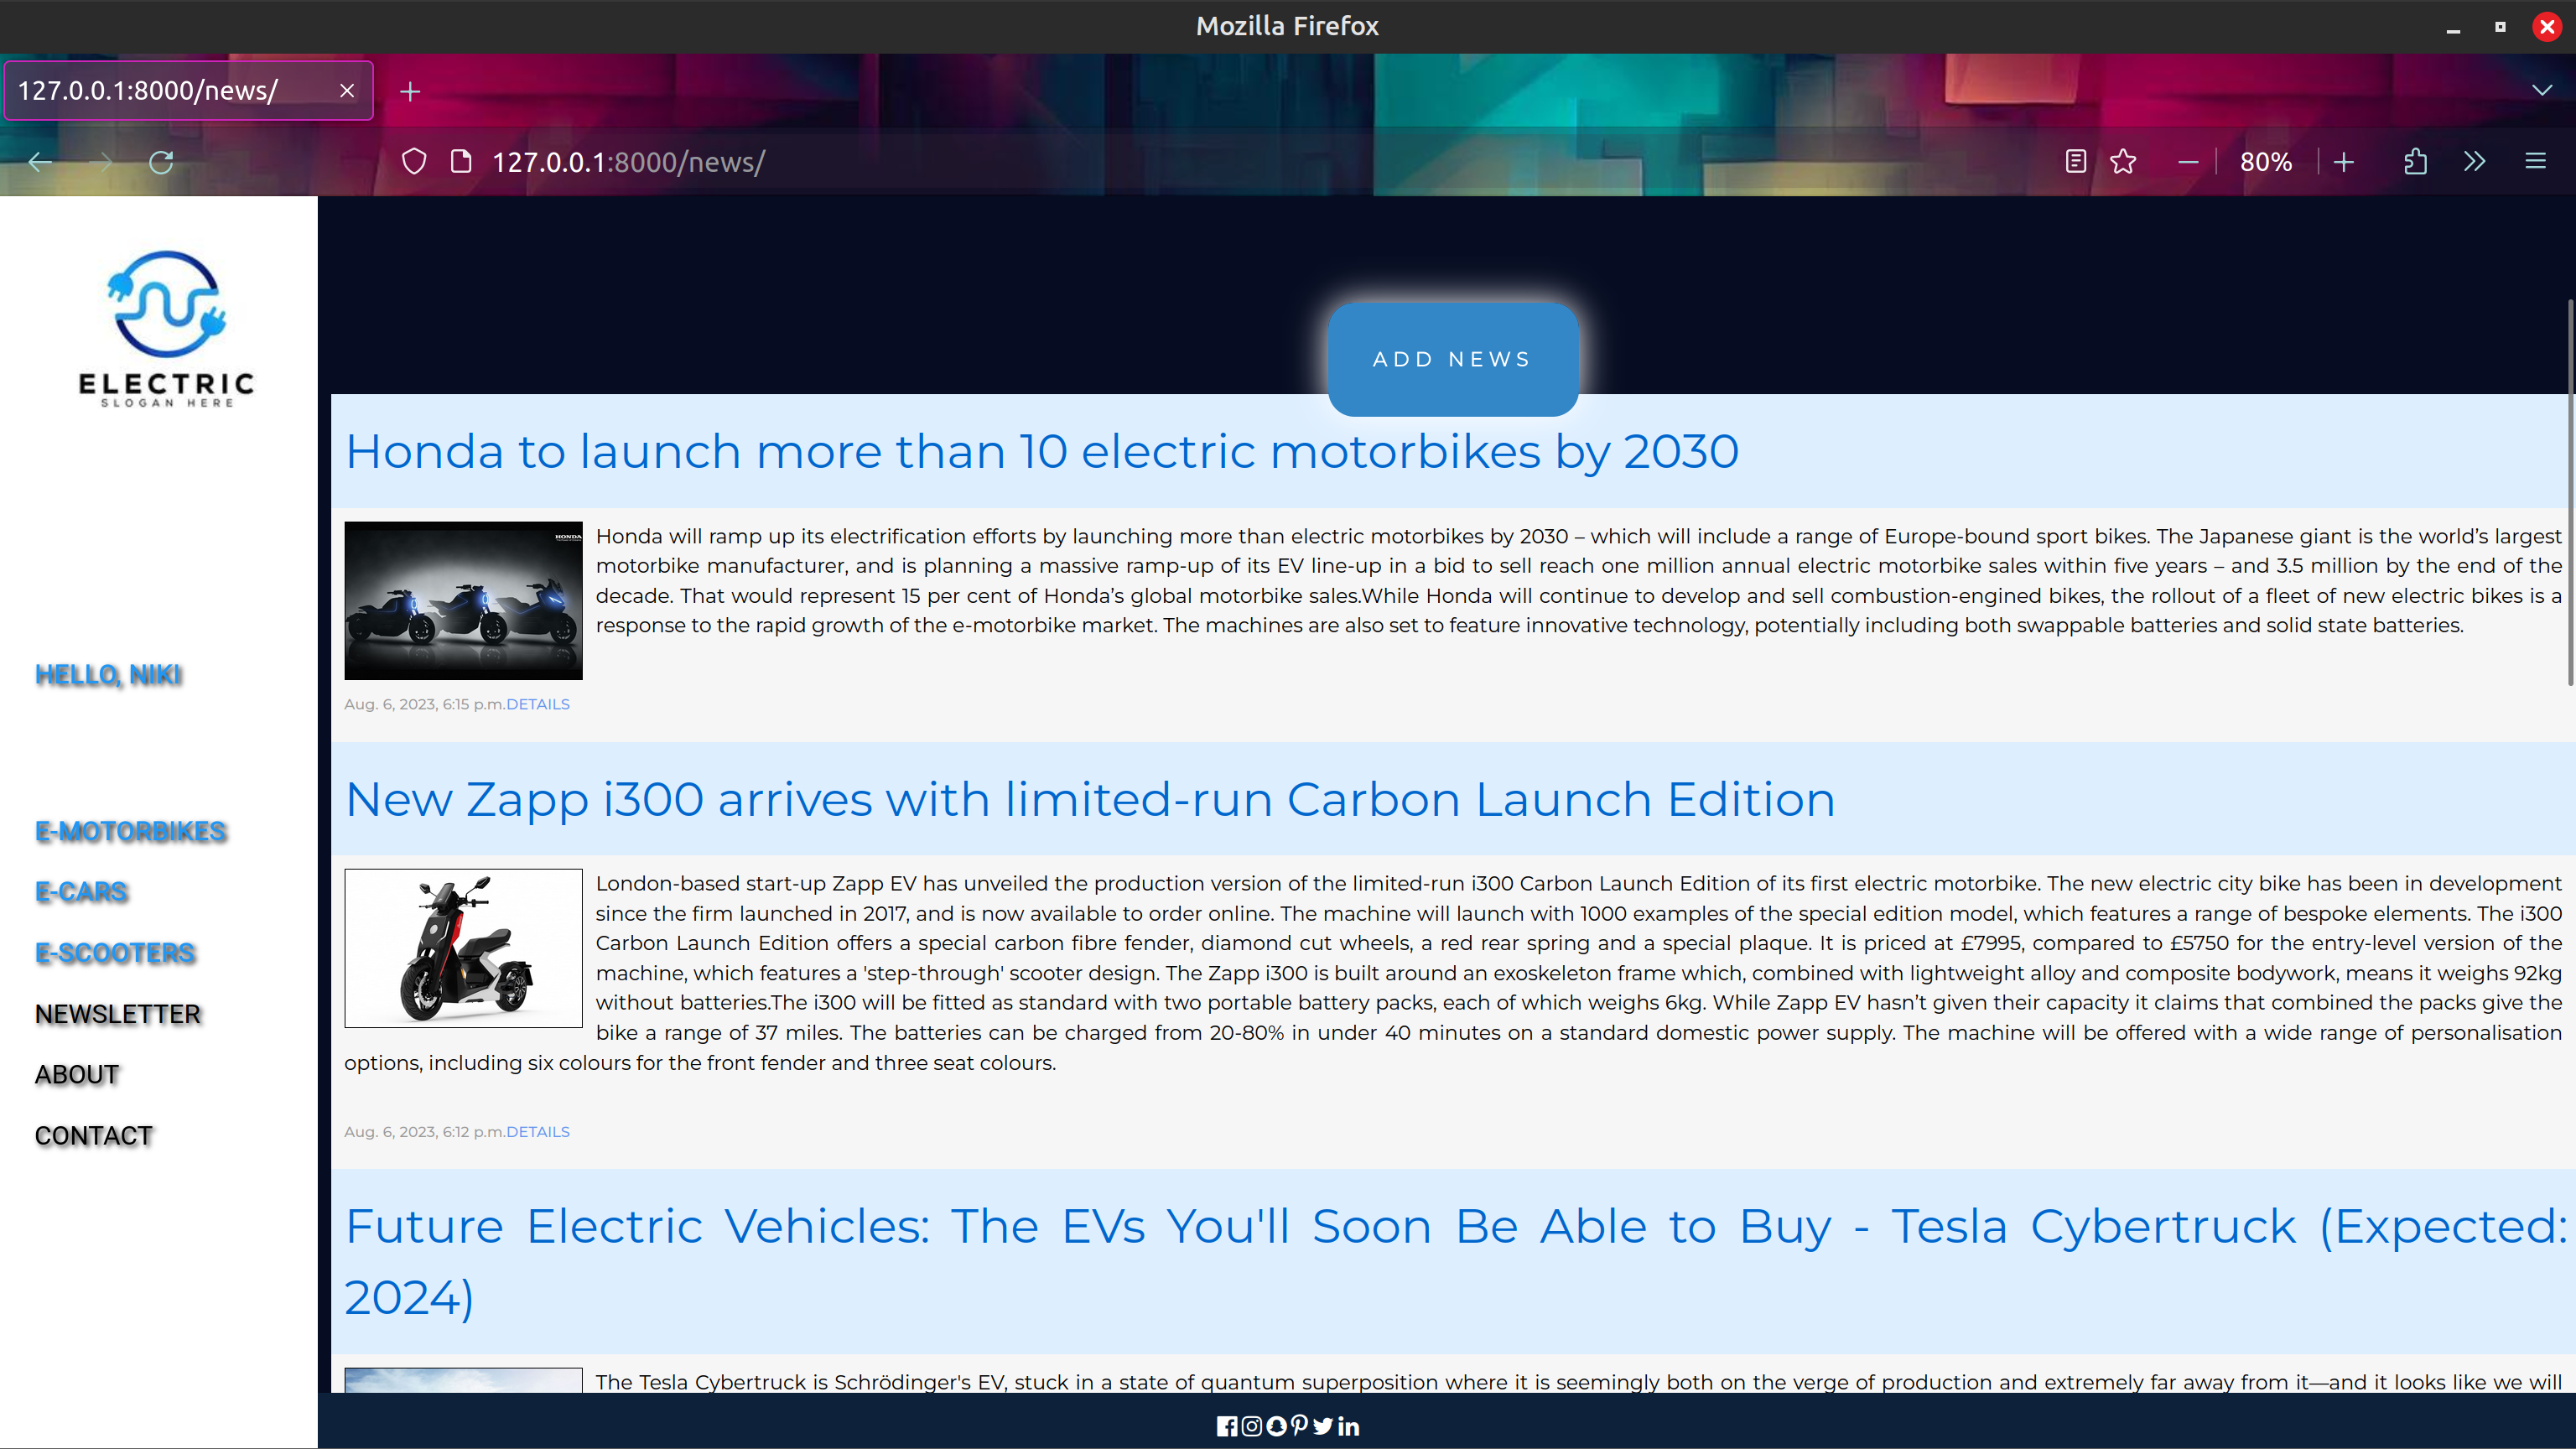 Mozilla Firefox
127.0.0.1:8000/news/
127.0.0.1:8000/news/
80%
ELECTRIC
SLOGAN HERE
HELLO, NIKI
E-MOTORBIKES
E-CARS
E-SCOOTERS
NEWSLETTER
ABOUT
CONTACT
ADD NEWS
Honda to launch more than 10 electric motorbikes by 2030
HONDA
Honda will ramp up its electrification efforts by launching more than electric motorbikes by 2030 – which will include a range of Europe-bound sport bikes. The Japanese giant is the world’s largest
motorbike manufacturer, and is planning a massive ramp-up of its EV line-up in a bid to sell reach one million annual electric motorbike sales within five years – and 3.5 million by the end of the
decade. That would represent 15 per cent of Honda’s global motorbike sales.While Honda will continue to develop and sell combustion-engined bikes, the rollout of a fleet of new electric bikes is a
response to the rapid growth of the e-motorbike market. The machines are also set to feature innovative technology, potentially including both swappable batteries and solid state batteries.
Aug. 6, 2023, 6:15 p.m.DETAILS
New Zapp i300 arrives with limited-run Carbon Launch Edition
London-based start-up Zapp EV has unveiled the production version of the limited-run i300 Carbon Launch Edition of its first electric motorbike. The new electric city bike has been in development
since the firm launched in 2017, and is now available to order online. The machine will launch with 1000 examples of the special edition model, which features a range of bespoke elements. The i300
Carbon Launch Edition offers a special carbon fibre fender, diamond cut wheels, a red rear spring and a special plaque. It is priced at £7995, compared to £5750 for the entry-level version of the
machine, which features a 'step-through' scooter design. The Zapp i300 is built around an exoskeleton frame which, combined with lightweight alloy and composite bodywork, means it weighs 92kg
without batteries.The i300 will be fitted as standard with two portable battery packs, each of which weighs 6kg. While Zapp EV hasn’t given their capacity it claims that combined the packs give the
bike a range of 37 miles. The batteries can be charged from 20-80% in under 40 minutes on a standard domestic power supply. The machine will be offered with a wide range of personalisation
options, including six colours for the front fender and three seat colours.
Aug. 6, 2023, 6:12 p.m.DETAILS
Future Electric Vehicles: The EVs You'll Soon Be Able to Buy - Tesla Cybertruck (Expected:
2024)
The Tesla Cybertruck is Schrödinger's EV, stuck in a state of quantum superposition where it is seemingly both on the verge of production and extremely far away from it—and it looks like we will